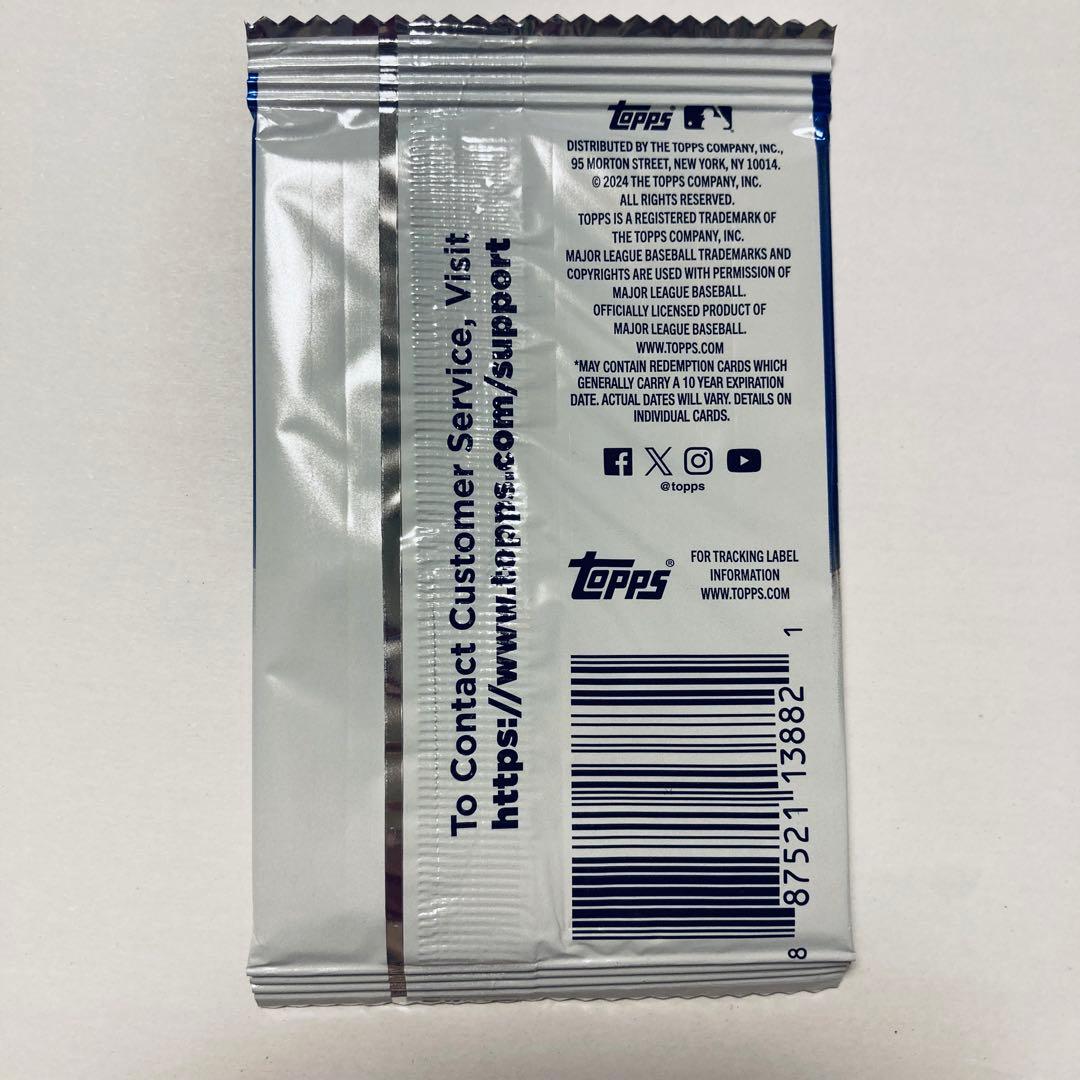 To Contact Customer Service, Visit
https://www.topps.com/support
topps®
DISTRIBUTED BY THE TOPPS COMPANY, INC.,
95 MORTON STREET, NEW YORK, NY 10014.
© 2024 THE TOPPS COMPANY, INC.
ALL RIGHTS RESERVED.
TOPPS IS A REGISTERED TRADEMARK OF
THE TOPPS COMPANY, INC.
MAJOR LEAGUE BASEBALL TRADEMARKS AND
COPYRIGHTS ARE USED WITH PERMISSION OF
MAJOR LEAGUE BASEBALL.
OFFICIALLY LICENSED PRODUCT OF
MAJOR LEAGUE BASEBALL.
WWW.TOPPS.COM
*MAY CONTAIN REDEMPTION CARDS WHICH
GENERALLY CARRY A 10 YEAR EXPIRATION
DATE. ACTUAL DATES WILL VARY. DETAILS ON
INDIVIDUAL CARDS.
@topps
topps®
FOR TRACKING LABEL
INFORMATION
WWW.TOPPS.COM
8 87521 13882 1